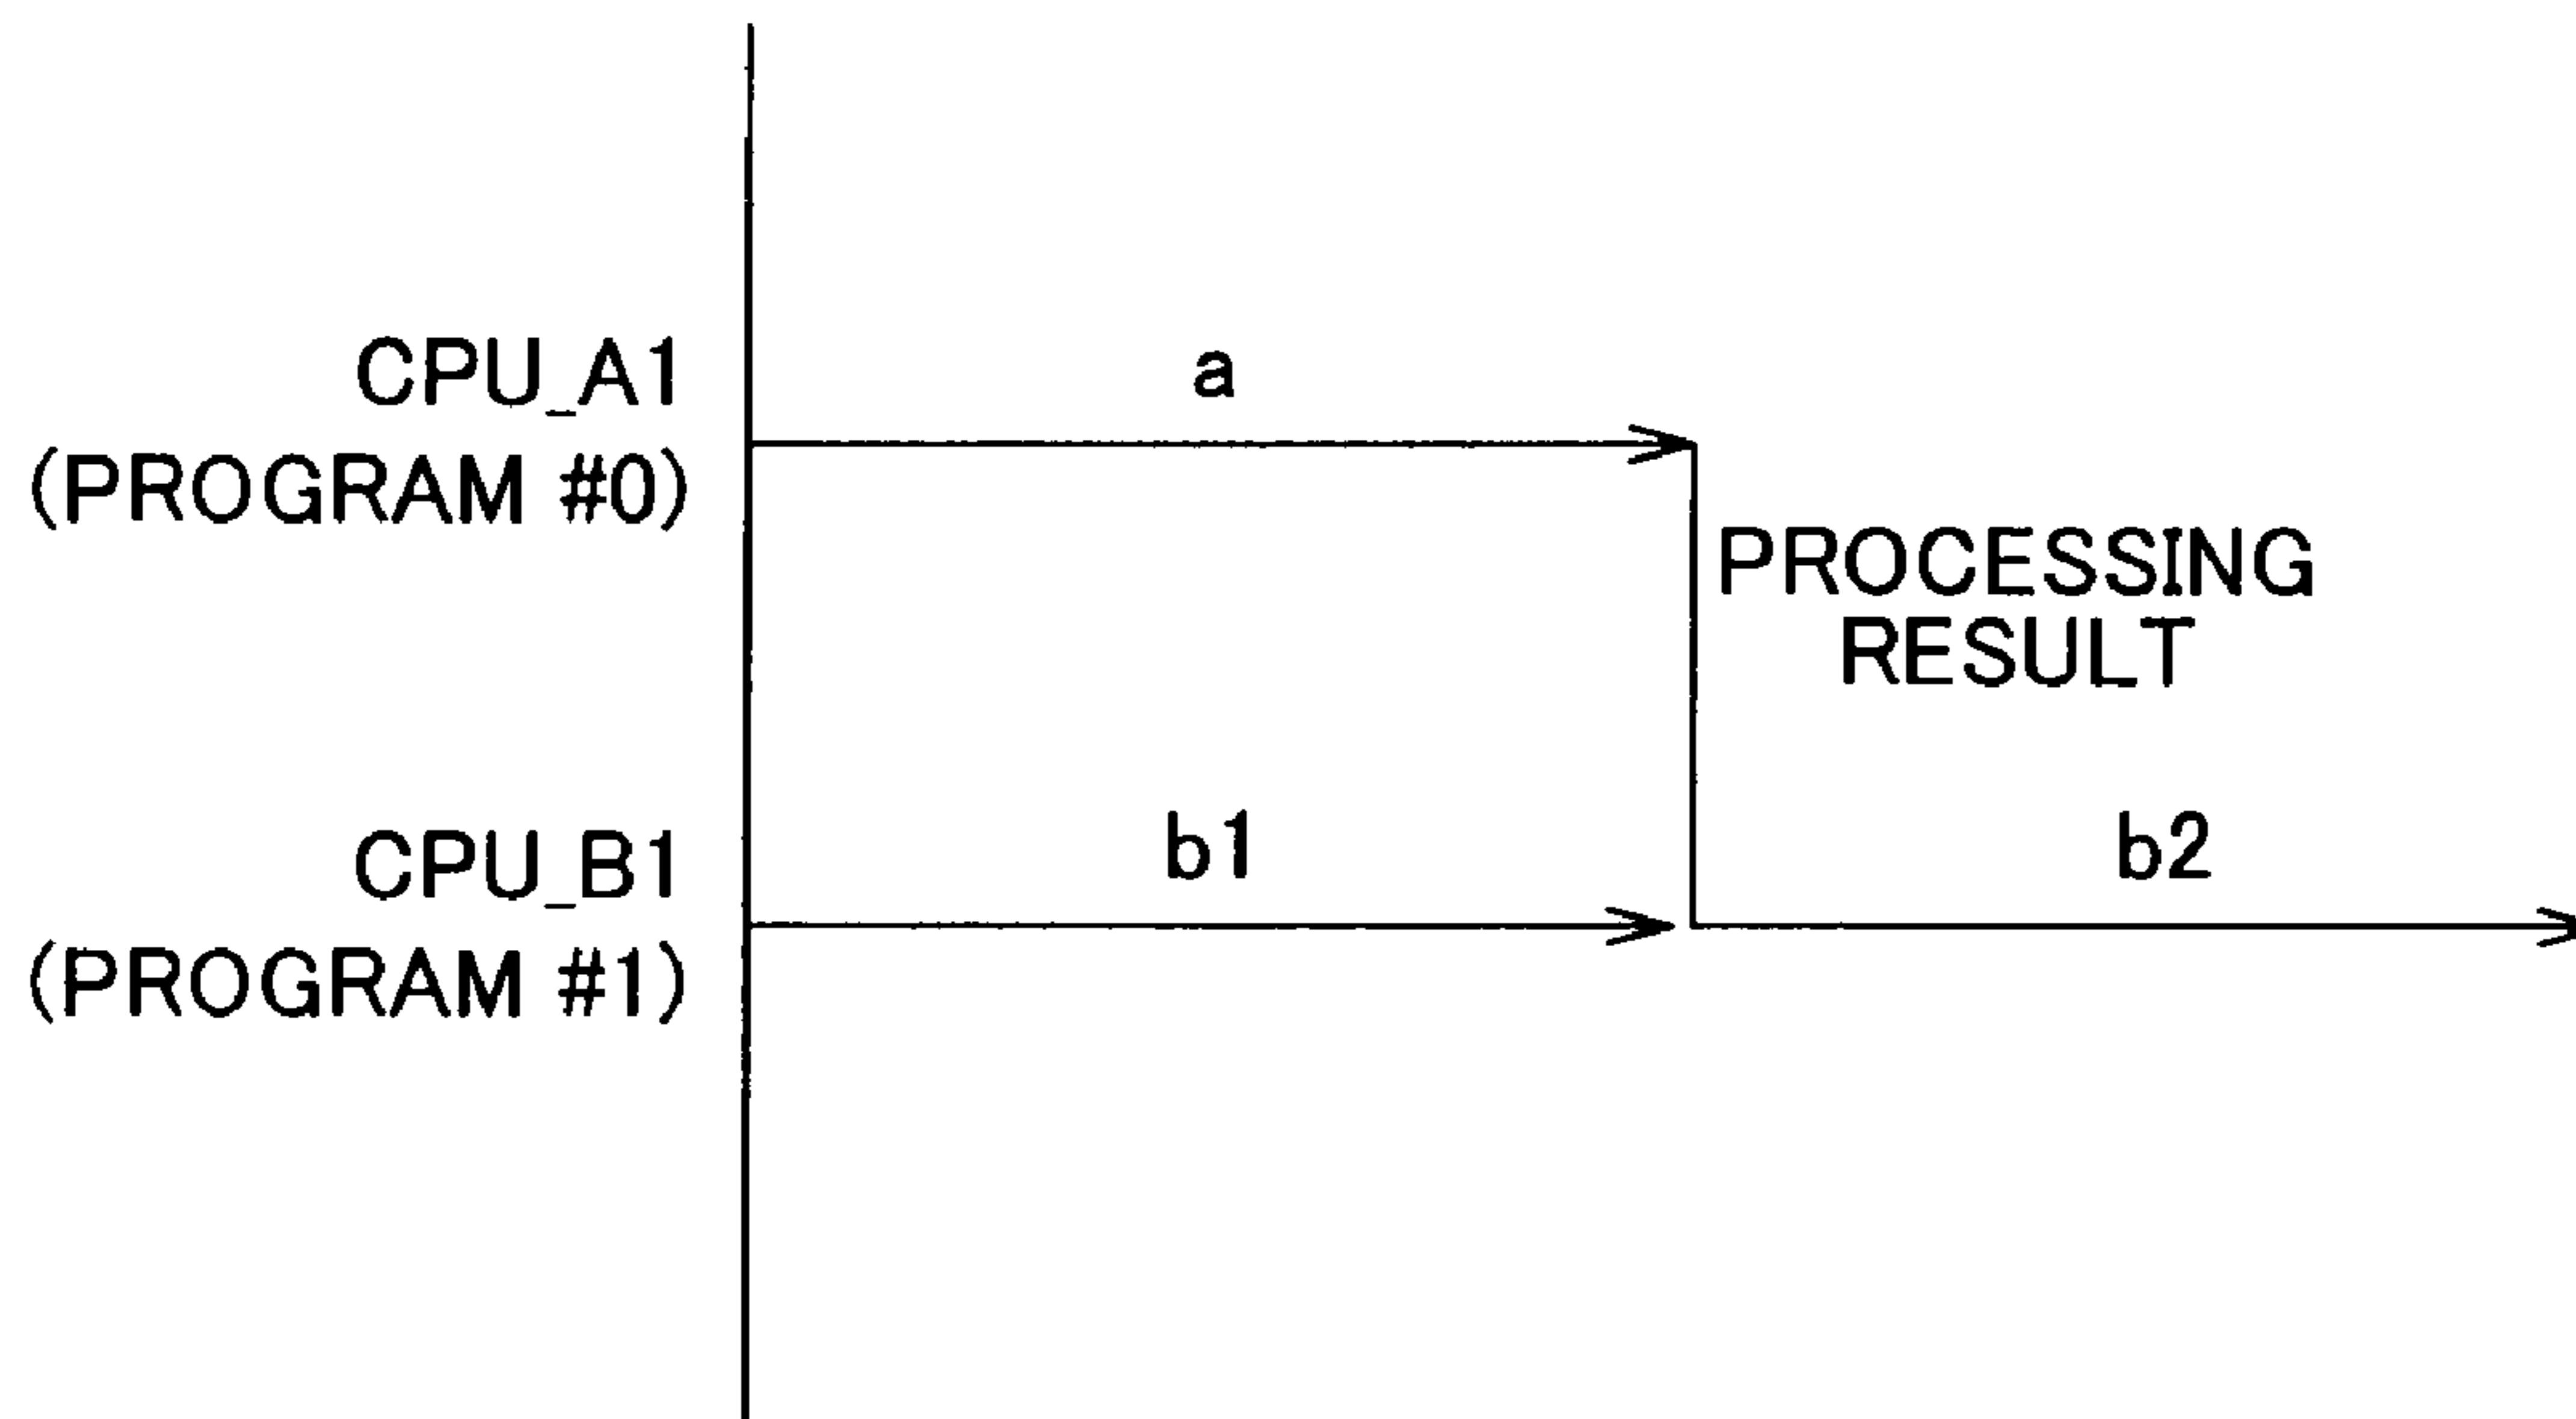 CPU_A1
(PROGRAM #0)
a
PROCESSING
RESULT
CPU_B1
(PROGRAM #1)
b1
b2